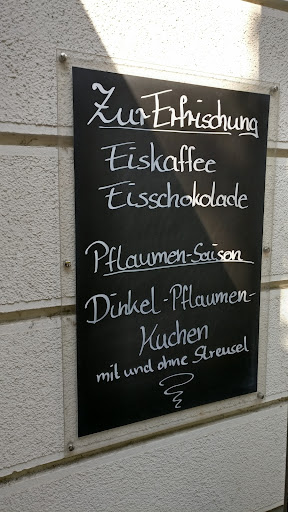 Zur Erfrischung
Eiskaffee
Eisschokolade
Pflaumen-Saison
Dinkel-Pflaumen-
Kuchen
mit und ohne Streusel